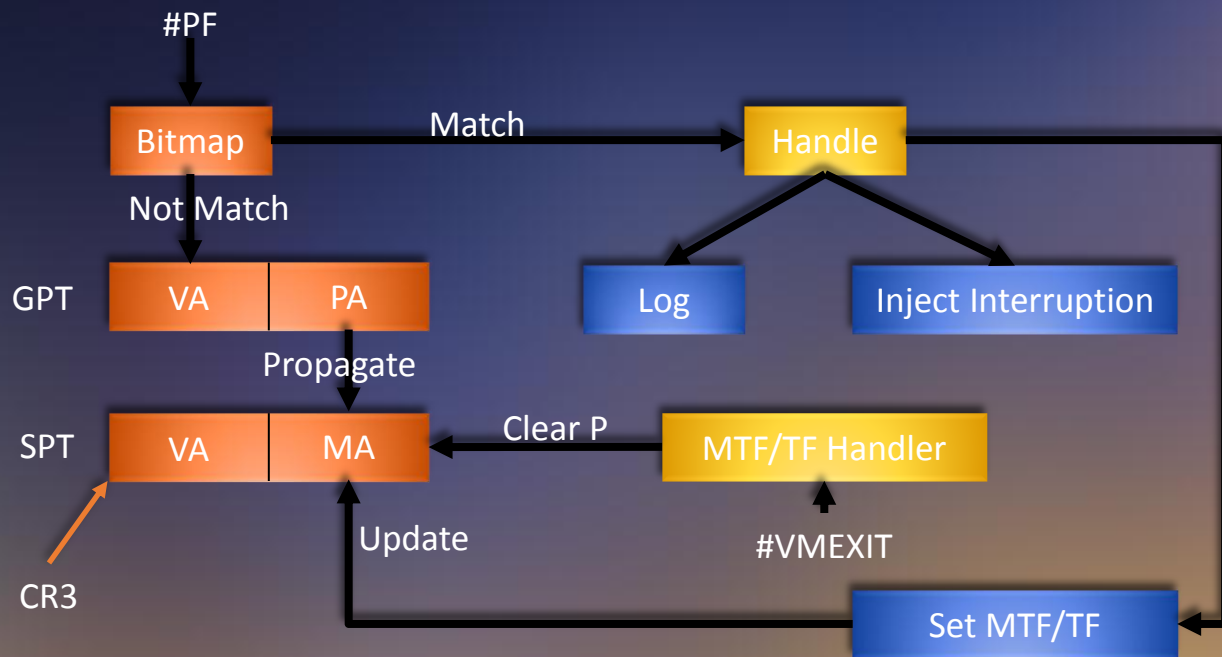 #PF
Bitmap
Match
Handle
Not Match
GPT
VA
PA
Log
Inject Interruption
Propagate
SPT
VA
MA
Clear P
MTF/TF Handler
Update
#VMEXIT
CR3
Set MTF/TF